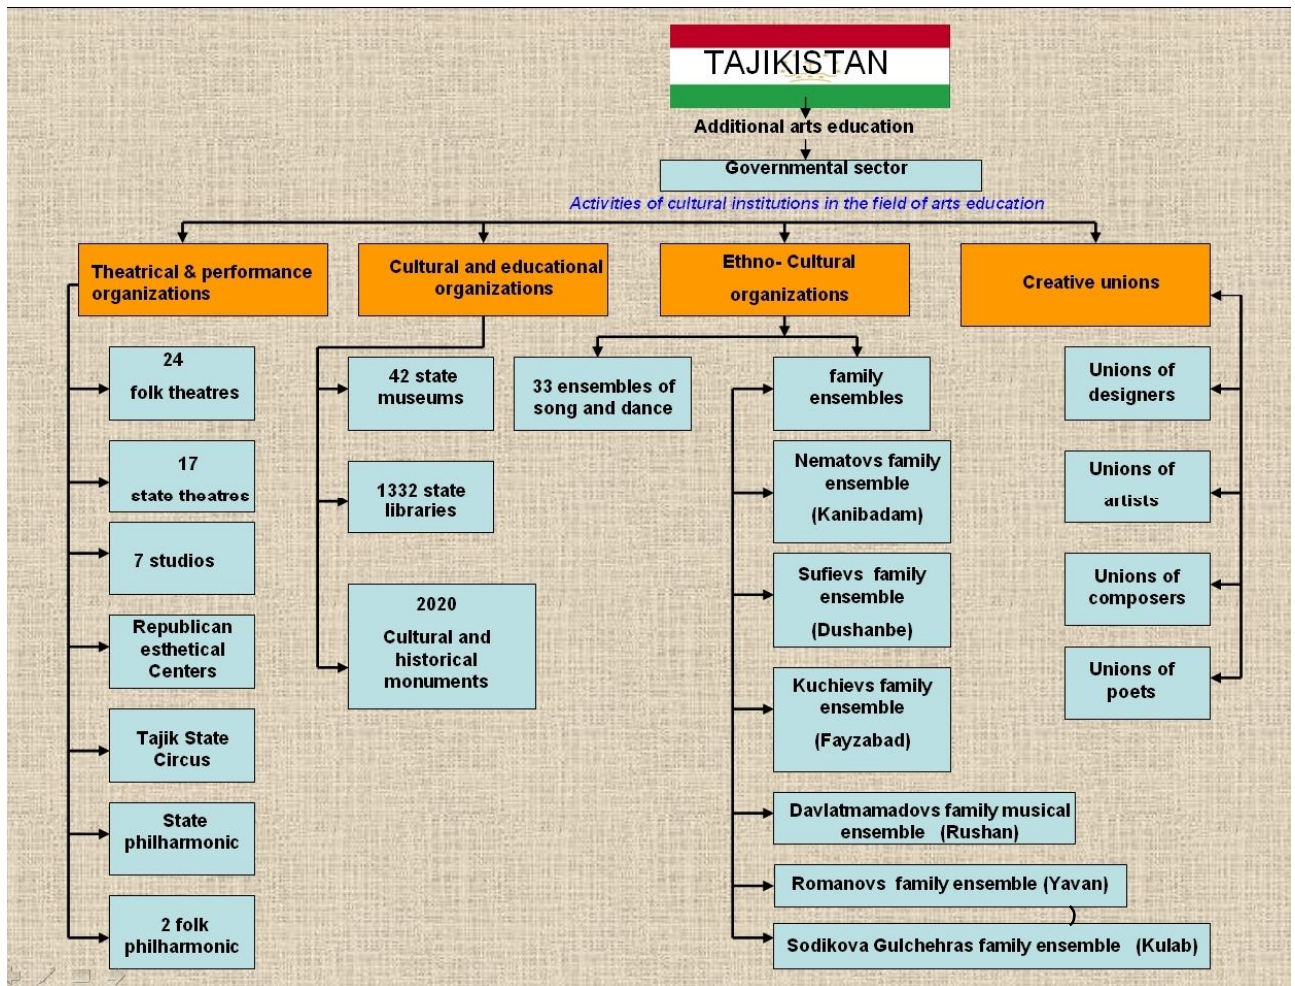 TAJIKISTAN
Additional arts education
Governmental sector
Activities of cultural institutions in the field of arts education
Theatrical & performance
organizations
Cultural and educational
organizations
Ethno- Cultural
organizations
Creative unions
24
folk theatres
17
state theatres
7 studios
Republican
esthetical
Centers
Tajik State
Circus
State
philharmonic
2 folk
philharmonic
42 state
museums
1332 state
libraries
2020
Cultural and
historical
monuments
33 ensembles of
song and dance
family
ensembles
Nematovs family
ensemble
(Kanibadam)
Sufievs family
ensemble
(Dushanbe)
Kuchievs family
ensemble
(Fayzabad)
Davlatmamadovs family musical
ensemble (Rushan)
Romanovs family ensemble (Yavan)
)
Sodikova Gulchehras family ensemble (Kulab)
Unions of
designers
Unions of
artists
Unions of
composers
Unions of
poets